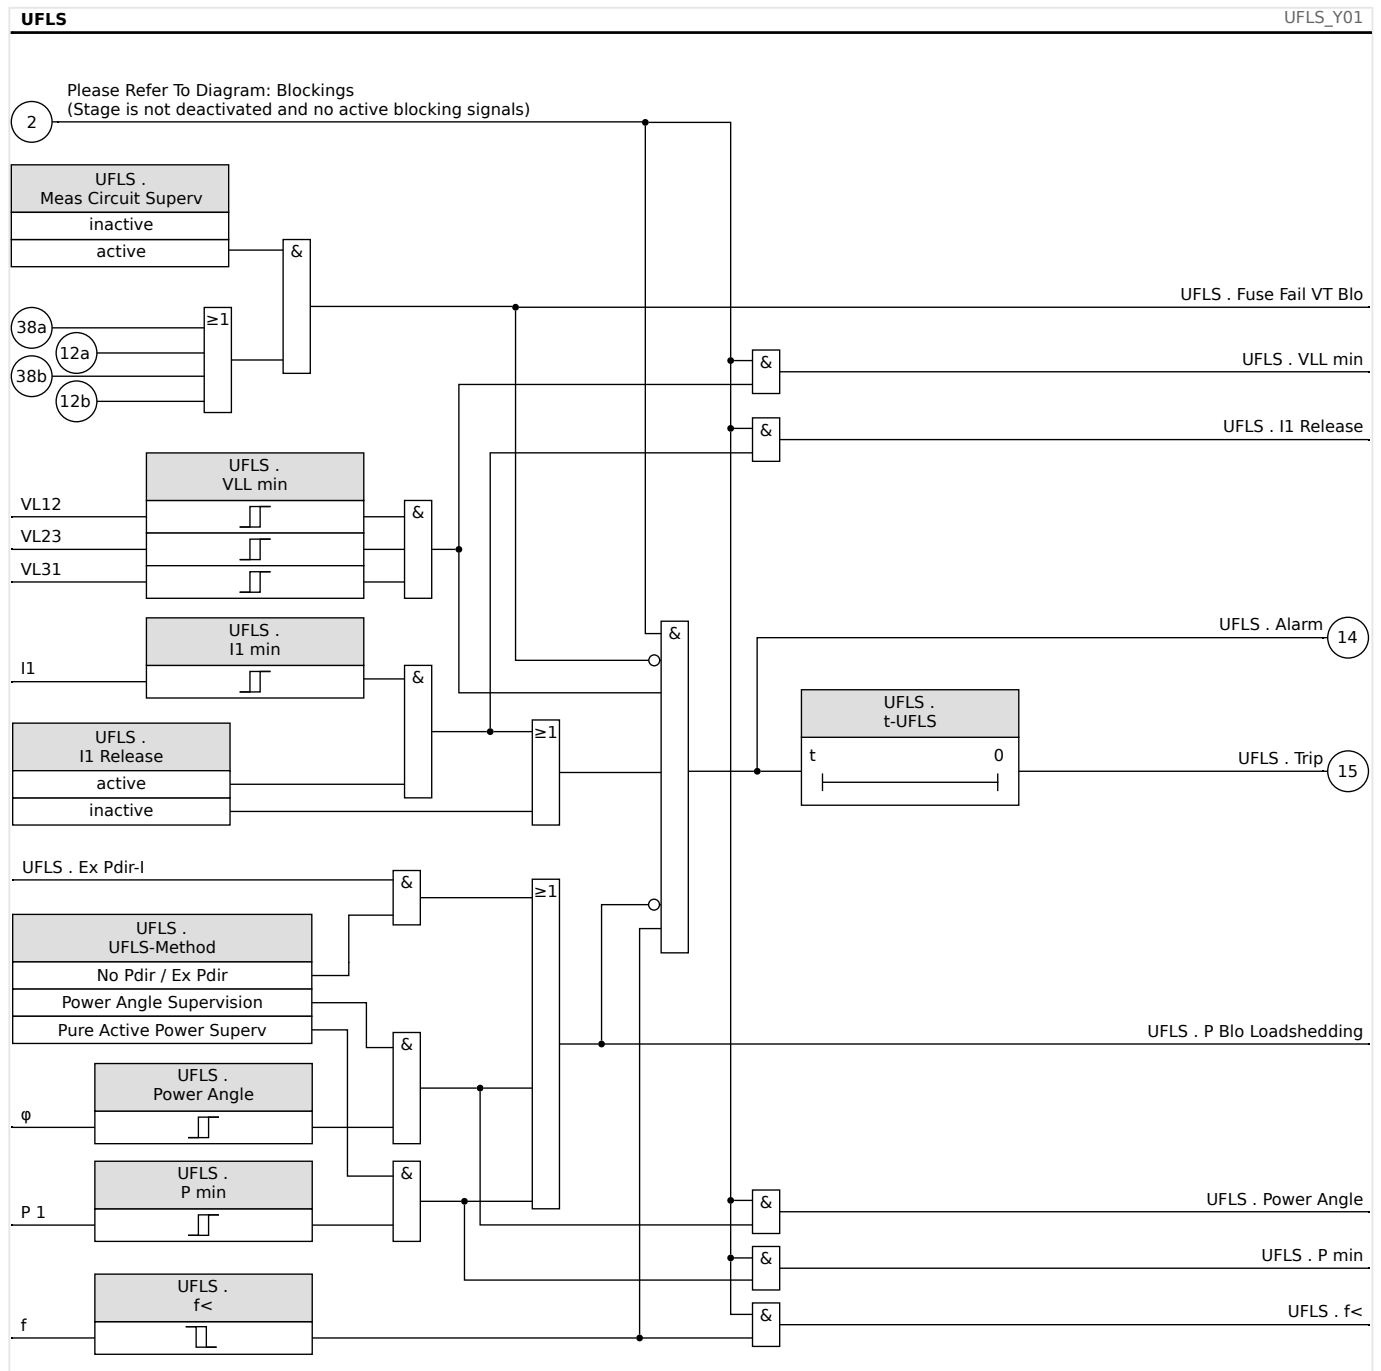 UFLS
UFLS_Y01
Please Refer To Diagram: Blockings
(Stage is not deactivated and no active blocking signals)
2
UFLS .
Meas Circuit Superv
inactive
active
&
UFLS . Fuse Fail VT Blo
38a
12a
38b
12b
≥1
&
UFLS . VLL min
&
UFLS . I1 Release
UFLS .
VLL min
VL12
VL23
VL31
&
UFLS .
I1 min
I1
&
UFLS .
I1 Release
active
inactive
≥1
&
UFLS . Alarm
14
UFLS .
t-UFLS
t
0
UFLS . Trip
15
UFLS . Ex Pdir-I
&
≥1
UFLS .
UFLS-Method
No Pdir / Ex Pdir
Power Angle Supervision
Pure Active Power Superv
UFLS . P Blo Loadshedding
&
UFLS .
Power Angle
φ
UFLS .
P min
P 1
&
&
UFLS . Power Angle
&
UFLS . P min
UFLS .
f<
f
&
UFLS . f<